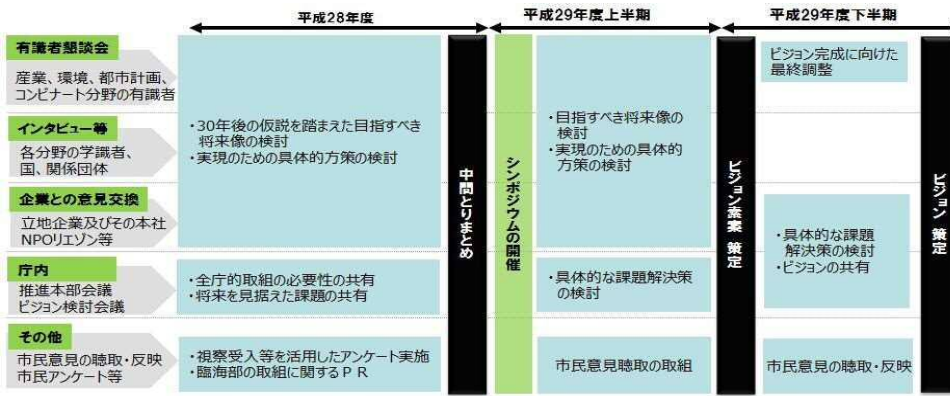 平成28年度
平成29年度上半期
平成29年度下半期
有識者懇談会
産業、環境、都市計画、
コンビナート分野の有識者
インタビュー等
各分野の学識者、
国、関係団体
企業との意見交換
立地企業及びその本社
NPOリエゾン等
庁内
推進本部会議
ビジョン検討会議
その他
市民意見の聴取・反映
市民アンケート等
・30年後の仮説を踏まえた目指すべき
将来像の検討
・実現のための具体的方策の検討
・全庁的取組の必要性の共有
・将来を見据えた課題の共有
・視察受入等を活用したアンケート実施
・臨海部の取組に関するＰＲ
中間とりまとめ
シンポジウムの開催
・目指すべき将来像の
検討
・実現のための具体的
方策の検討
・具体的な課題解決策
の検討
市民意見聴取の取組
ビジョン素案 策定
ビジョン完成に向けた
最終調整
・具体的な課題
解決策の検討
・ビジョンの共有
市民意見の聴取・反映
ビジョン 策定